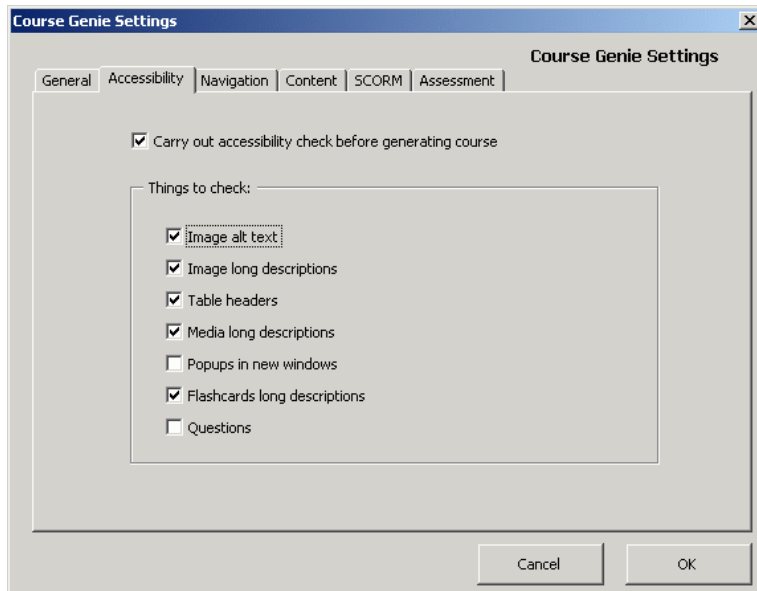 Course Genie Settings
Course Genie Settings
General Accessibility Navigation Content SCORM Assessment
Carry out accessibility check before generating course
Things to check:
Image alt text
Image long descriptions
Table headers
Media long descriptions
Popups in new windows
Flashcards long descriptions
Questions
Cancel OK